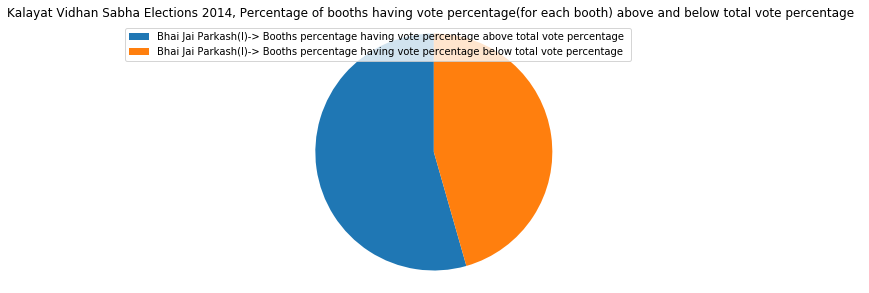 Kalayat Vidhan Sabha Elections 2014, Percentage of booths having vote percentage(for each booth) above and below total vote percentage
Bhai Jai Parkash(I)-> Booths percentage having vote percentage above total vote percentage
Bhai Jai Parkash(I)-> Booths percentage having vote percentage below total vote percentage